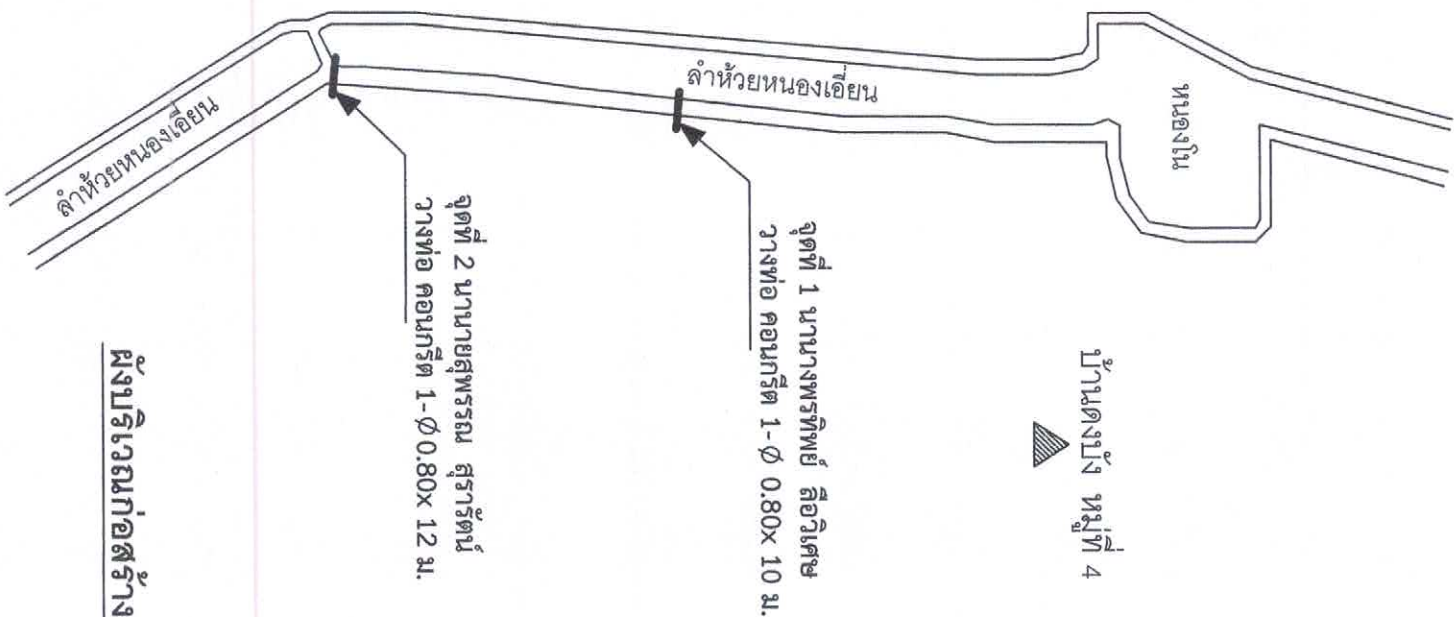 ลำห้วยหนองเอี่ยน
หนองโน
ลำห้วยหนองเอี่ยน
บ้านดงบัง หมู่ที่ 4
จุดที่ 1 นานางพรทิพย์ ลือวิเศษ
วางท่อ คอนกรีต 1-Ø 0.80x 10 ม.
จุดที่ 2 นานายสุพรรณ สุรารัตน์
วางท่อ คอนกรีต 1-Ø0.80x 12 ม.
ผังบริเวณก่อสร้าง